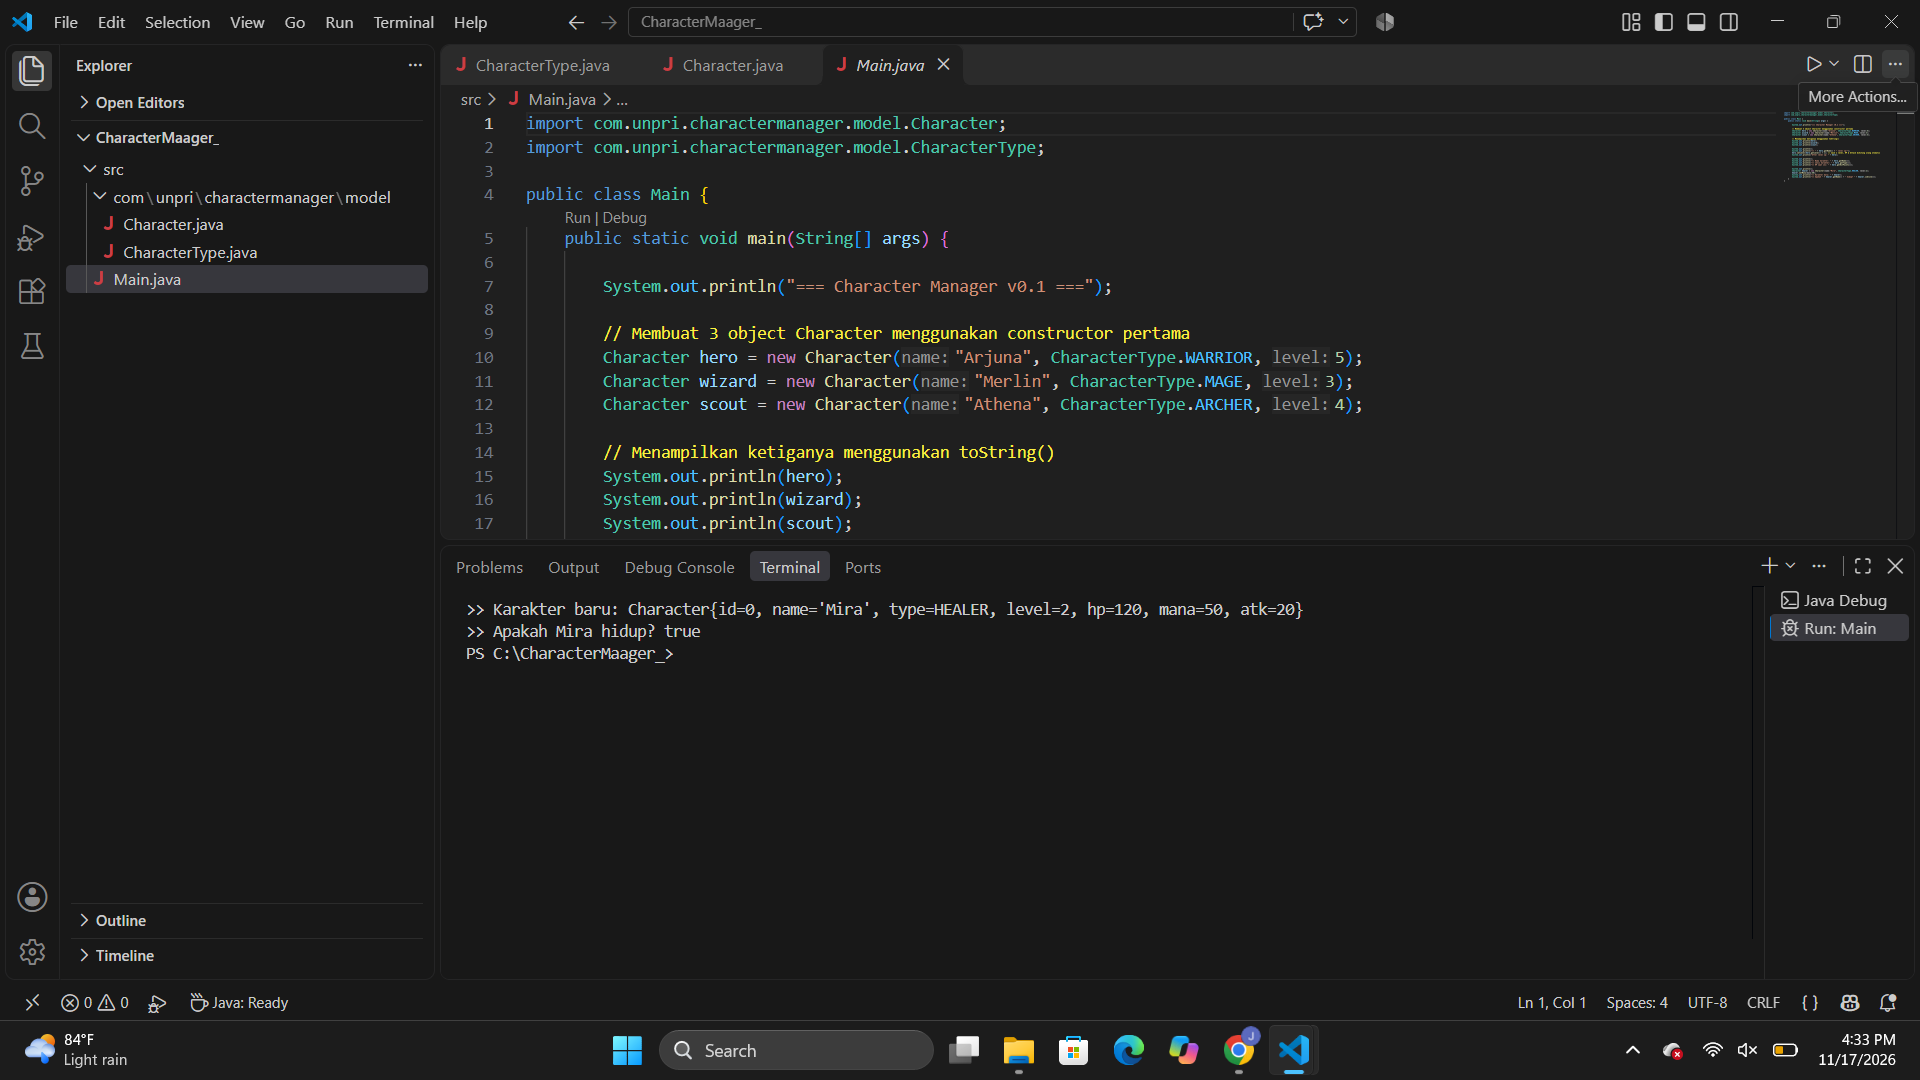 File Edit Selection View Go Run Terminal Help
CharacterMaager_
Explorer
Open Editors
CharacterMaager_
src
com\unpri\charactermanager\model
Character.java
CharacterType.java
Main.java
Outline
Timeline
CharacterType.java Character.java Main.java
More Actions...
src > Main.java > ...
1 import com.unpri.charactermanager.model.Character;
2 import com.unpri.charactermanager.model.CharacterType;
3
4 public class Main {
Run | Debug
5 public static void main(String[] args) {
6
7 System.out.println("=== Character Manager v0.1 ===");
8
9 // Membuat 3 object Character menggunakan constructor pertama
10 Character hero = new Character(name: "Arjuna", CharacterType.WARRIOR, level: 5);
11 Character wizard = new Character(name: "Merlin", CharacterType.MAGE, level: 3);
12 Character scout = new Character(name: "Athena", CharacterType.ARCHER, level: 4);
13
14 // Menampilkan ketiganya menggunakan toString()
15 System.out.println(hero);
16 System.out.println(wizard);
17 System.out.println(scout);
Problems Output Debug Console Terminal Ports
>> Karakter baru: Character{id=0, name='Mira', type=HEALER, level=2, hp=120, mana=50, atk=20}
>> Apakah Mira hidup? true
PS C:\CharacterMaager_>
Java Debug
Run: Main
0 0 Java: Ready
Ln 1, Col 1 Spaces: 4 UTF-8 CRLF { }
84°F
Light rain
Search
J
4:33 PM
11/17/2026